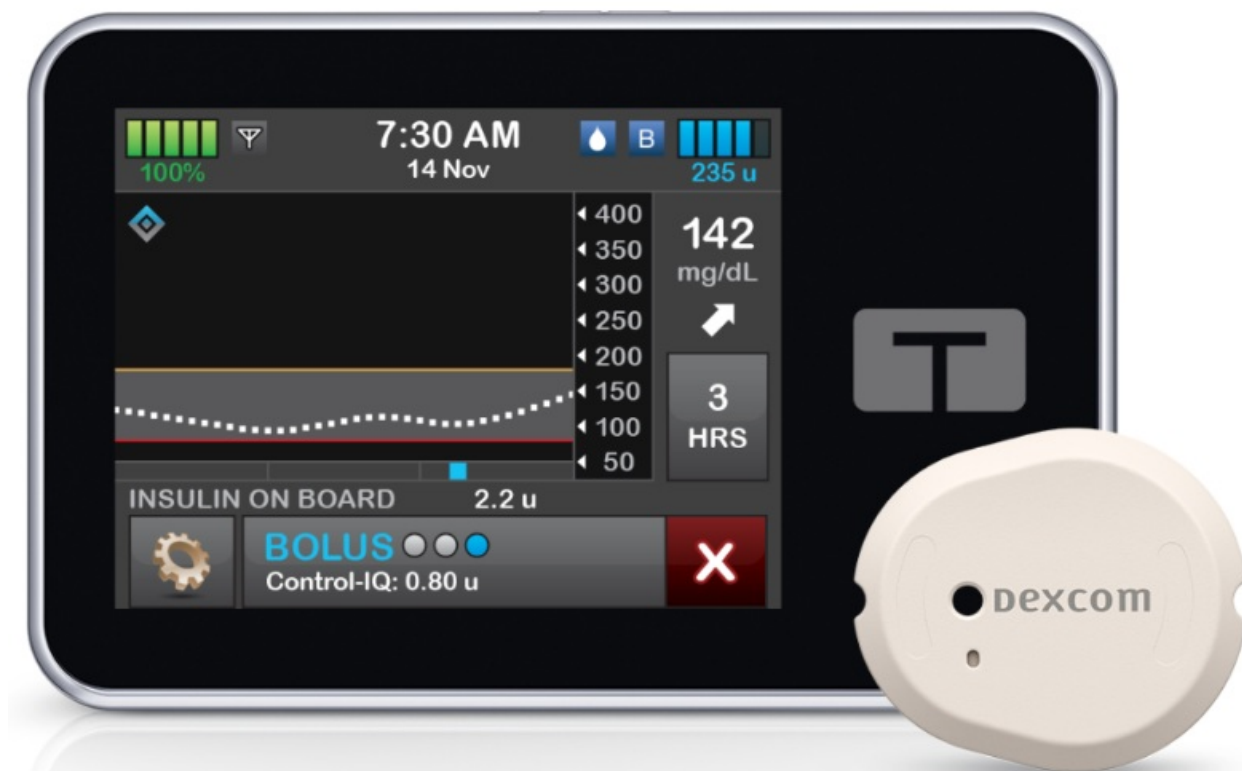 7:30 AM
B
100%
14 Nov
235 u
400
350
300
250
200
150
100
50
142
mg/dL
3
HRS
INSULIN ON BOARD 2.2 u
BOLUS
Control-IQ: 0.80 u
X
T
Dexcom